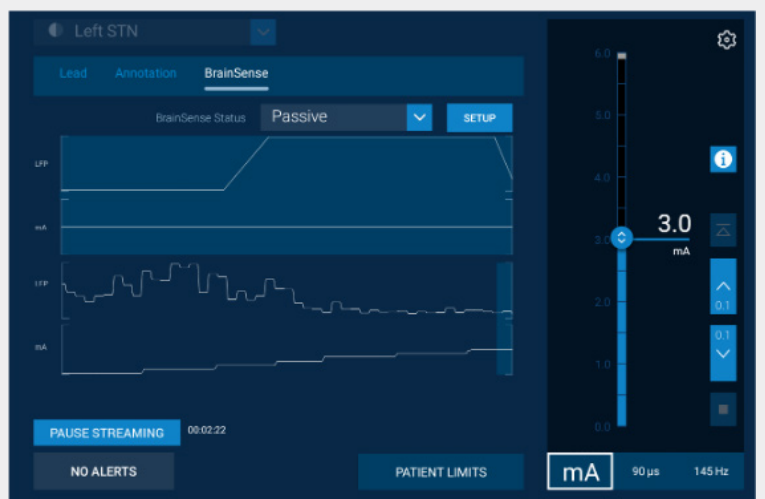 Left STN
Lead Annotation BrainSense
BrainSense Status Passive SETUP
LFP
mA
LFP
mA
PAUSE STREAMING 00:02:22
NO ALERTS
PATIENT LIMITS
6.0
5.0
4.0
3.0
2.0
1.0
0.0
3.0
mA
0.1
0.1
mA 90 µs 145 Hz